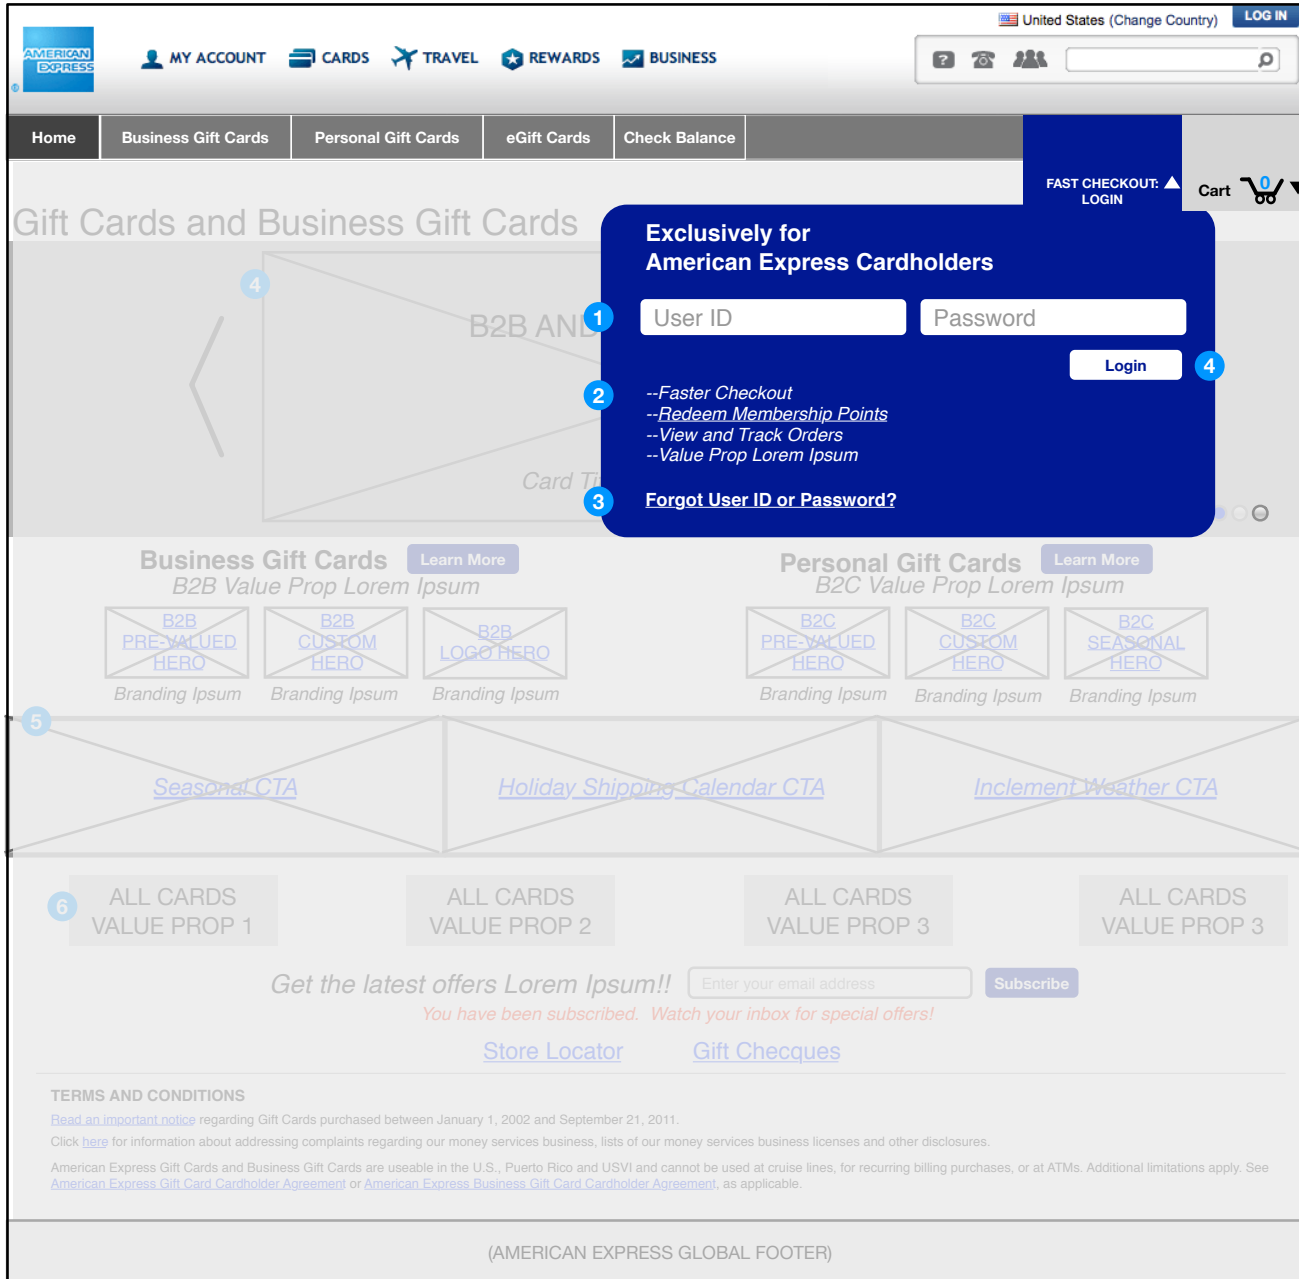 United States (Change Country)
LOG IN
AMERICAN
EXPRESS
®
MY ACCOUNT
CARDS
TRAVEL
REWARDS
BUSINESS
?
Home
Business Gift Cards
Personal Gift Cards
eGift Cards
Check Balance
FAST CHECKOUT:
LOGIN
Cart
0
Gift Cards and Business Gift Cards
Exclusively for
American Express Cardholders
4
B2B AND
1
User ID
Password
Login
4
2
--Faster Checkout
--Redeem Membership Points
--View and Track Orders
--Value Prop Lorem Ipsum
Card Ti
3
Forgot User ID or Password?
Business Gift Cards
Learn More
B2B Value Prop Lorem Ipsum
Personal Gift Cards
Learn More
B2C Value Prop Lorem Ipsum
B2B
PRE-VALUED
HERO
B2B
CUSTOM
HERO
B2B
LOGO HERO
B2C
PRE-VALUED
HERO
B2C
CUSTOM
HERO
B2C
SEASONAL
HERO
Branding Ipsum
Branding Ipsum
Branding Ipsum
Branding Ipsum
Branding Ipsum
Branding Ipsum
5
Seasonal CTA
Holiday Shipping Calendar CTA
Inclement Weather CTA
6
ALL CARDS
VALUE PROP 1
ALL CARDS
VALUE PROP 2
ALL CARDS
VALUE PROP 3
ALL CARDS
VALUE PROP 3
Get the latest offers Lorem Ipsum!!
Enter your email address
Subscribe
You have been subscribed. Watch your inbox for special offers!
Store Locator
Gift Checques
TERMS AND CONDITIONS
Read an important notice regarding Gift Cards purchased between January 1, 2002 and September 21, 2011.
Click here for information about addressing complaints regarding our money services business, lists of our money services business licenses and other disclosures.
American Express Gift Cards and Business Gift Cards are useable in the U.S., Puerto Rico and USVI and cannot be used at cruise lines, for recurring billing purchases, or at ATMs. Additional limitations apply. See
American Express Gift Card Cardholder Agreement or American Express Business Gift Card Cardholder Agreement, as applicable.
(AMERICAN EXPRESS GLOBAL FOOTER)